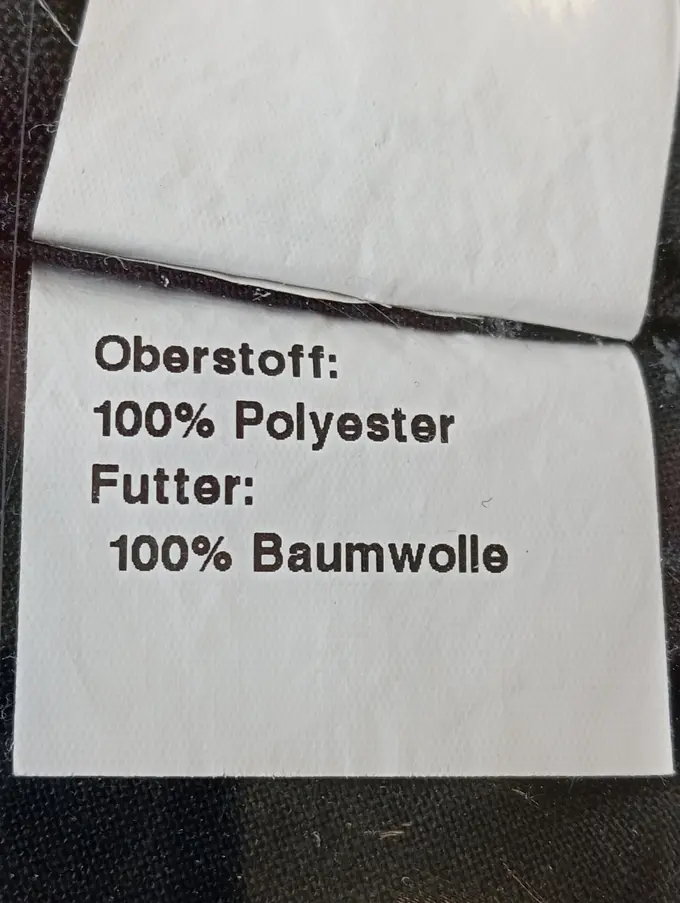 Oberstoff:
100% Polyester
Futter:
100% Baumwolle